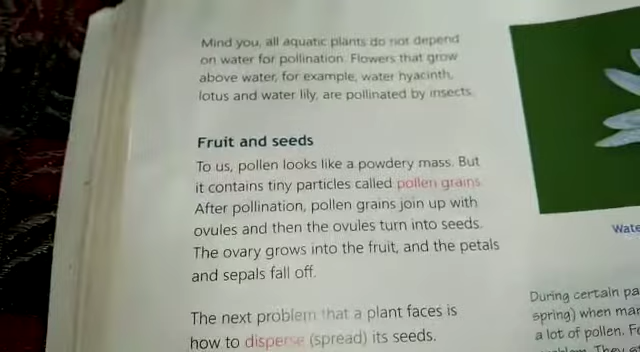 Mind you, all aquatic plants do not depend
on water for pollination. Flowers that grow
above water, for example, water hyacinth,
lotus and water lily, are pollinated by insects.
Fruit and seeds
To us, pollen looks like a powdery mass. But
it contains tiny particles called pollen grains.
After pollination, pollen grains join up with
ovules and then the ovules turn into seeds.
The ovary grows into the fruit, and the petals
and sepals fall off.
The next problem that a plant faces is
how to disperse (spread) its seeds.
During certain
spring) when
a lot of pollen.
They